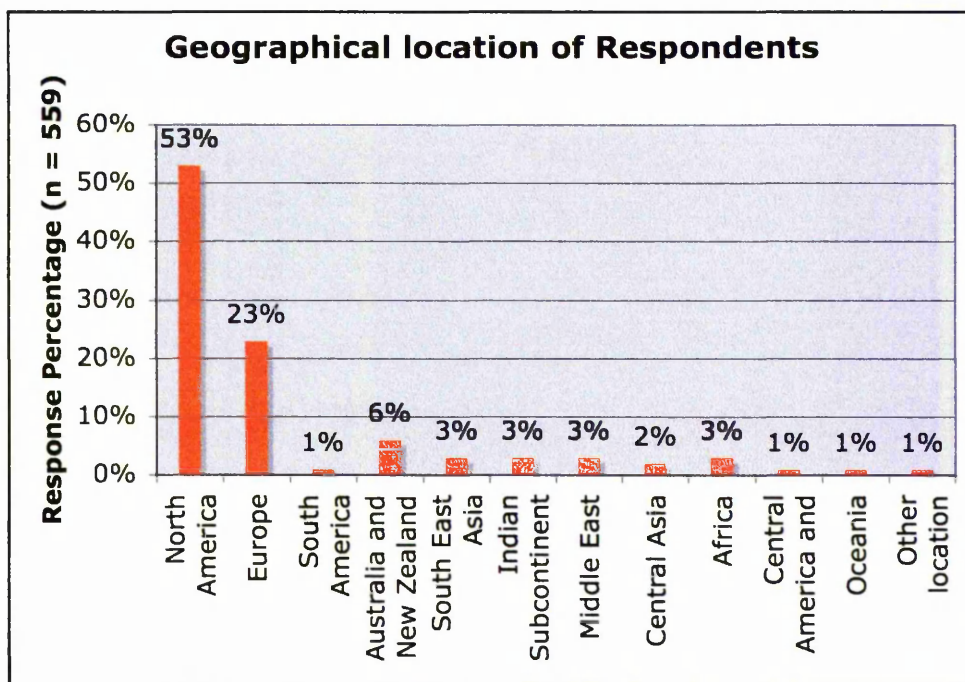 Geographical location of Respondents
Response Percentage (n = 559)
60%
50%
40%
30%
20%
10%
0%
53%
23%
1%
6%
3%
3%
3%
2%
3%
1%
1%
1%
North
America
Europe
South
America
Australia and
New Zealand
South East
Asia
Indian
Subcontinent
Middle East
Central Asia
Africa
Central
America and
Oceania
Other
location